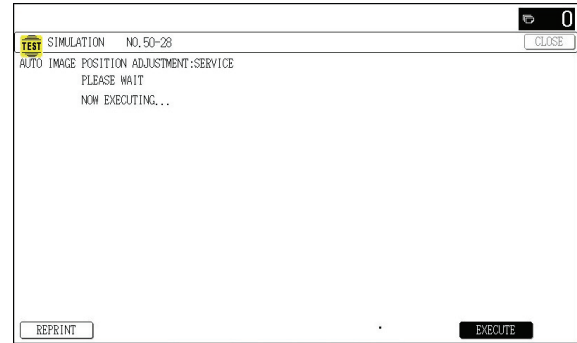 0
TEST SIMULATION NO.50-28
CLOSE
AUTO IMAGE POSITION ADJUSTMENT:SERVICE
PLEASE WAIT
NOW EXECUTING...
REPRINT
EXECUTE